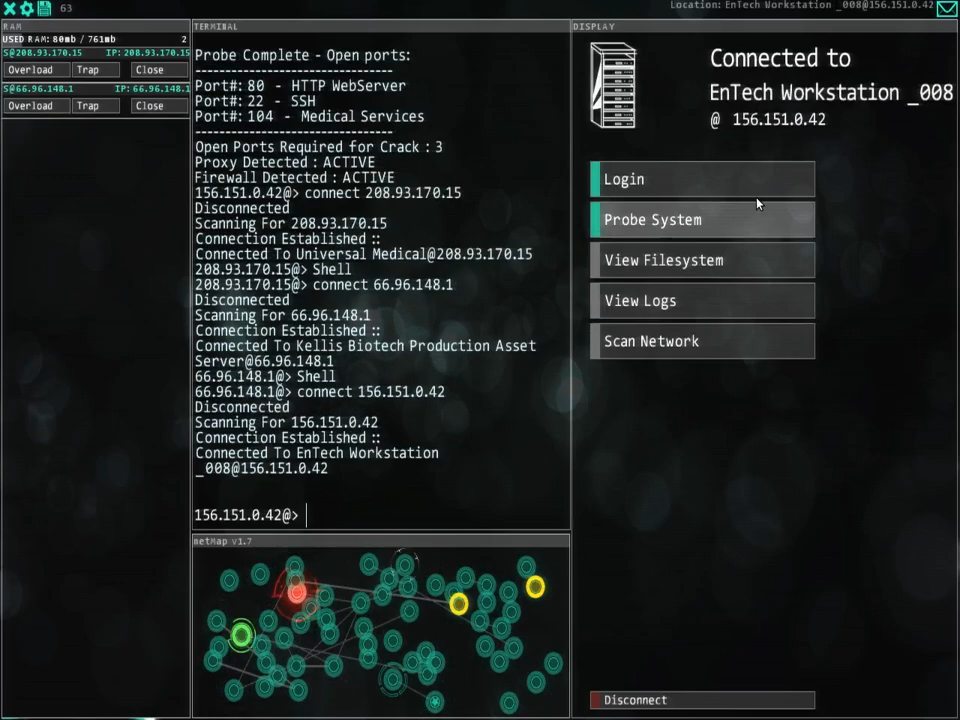 63
Location: EnTech Workstation _008@156.151.0.42
RAM
USED RAM: 80mb / 761mb 2
S@208.93.170.15 IP: 208.93.170.15
Overload Trap Close
S@66.96.148.1 IP: 66.96.148.1
Overload Trap Close
TERMINAL
Probe Complete - Open ports:
---------------------------------
Port#: 80 - HTTP WebServer
Port#: 22 - SSH
Port#: 104 - Medical Services
---------------------------------
Open Ports Required for Crack : 3
Proxy Detected : ACTIVE
Firewall Detected : ACTIVE
156.151.0.42@> connect 208.93.170.15
Disconnected
Scanning For 208.93.170.15
Connection Established ::
Connected To Universal Medical@208.93.170.15
208.93.170.15@> Shell
208.93.170.15@> connect 66.96.148.1
Disconnected
Scanning For 66.96.148.1
Connection Established ::
Connected To Kellis Biotech Production Asset
Server@66.96.148.1
66.96.148.1@> Shell
66.96.148.1@> connect 156.151.0.42
Disconnected
Scanning For 156.151.0.42
Connection Established ::
Connected To EnTech Workstation
_008@156.151.0.42
156.151.0.42@>
netMap v1.7
DISPLAY
Connected to
EnTech Workstation _008
@ 156.151.0.42
Login
Probe System
View Filesystem
View Logs
Scan Network
Disconnect